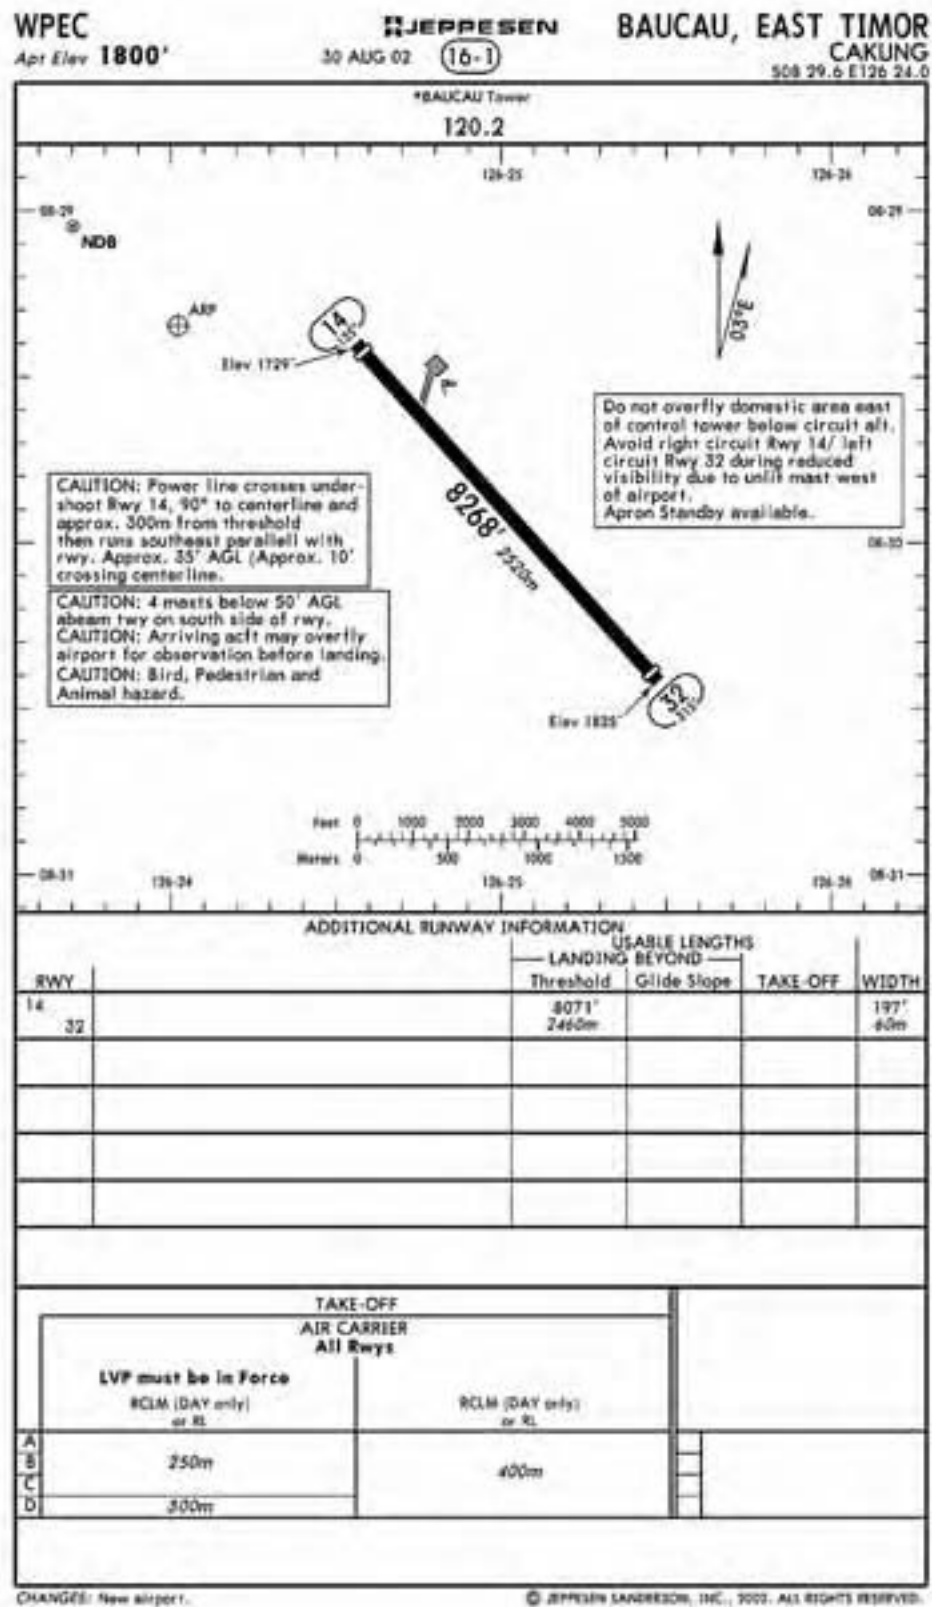 WPEC
Apt Elev 1800'
JEPPESEN
30 AUG 02 16-1
BAUCAU, EAST TIMOR
CAKUNG
S08 29.6 E126 24.0
*BAUCAU Tower
120.2
126-25 126-26
08-29 08-29
NDB
ARP
14
135°
Elev 1729'
03°E
Do not overfly domestic area east
of control tower below circuit alt.
Avoid right circuit Rwy 14/ left
circuit Rwy 32 during reduced
visibility due to unlit mast west
of airport.
Apron Standby available.
CAUTION: Power line crosses under-
shoot Rwy 14, 90° to centerline and
approx. 300m from threshold
then runs southeast parallell with
rwy. Approx. 35' AGL (Approx. 10'
crossing centerline.
8268' 2520m
08-30
CAUTION: 4 masts below 50' AGL
abeam twy on south side of rwy.
CAUTION: Arriving acft may overfly
airport for observation before landing.
CAUTION: Bird, Pedestrian and
Animal hazard.
32
315°
Elev 1835'
Feet 0 1000 2000 3000 4000 5000
Meters 0 500 1000 1500
08-31 126-24 126-25 126-26 08-31
ADDITIONAL RUNWAY INFORMATION
USABLE LENGTHS
LANDING BEYOND
RWY Threshold Glide Slope TAKE-OFF WIDTH
14 8071' 197'
32 2460m 60m
TAKE-OFF
AIR CARRIER
All Rwys
LVP must be in Force
RCLM (DAY only) RCLM (DAY only)
or RL or RL
A
B 250m 400m
C
D 300m
CHANGES: New airport. © JEPPESEN SANDERSON, INC., 2002. ALL RIGHTS RESERVED.